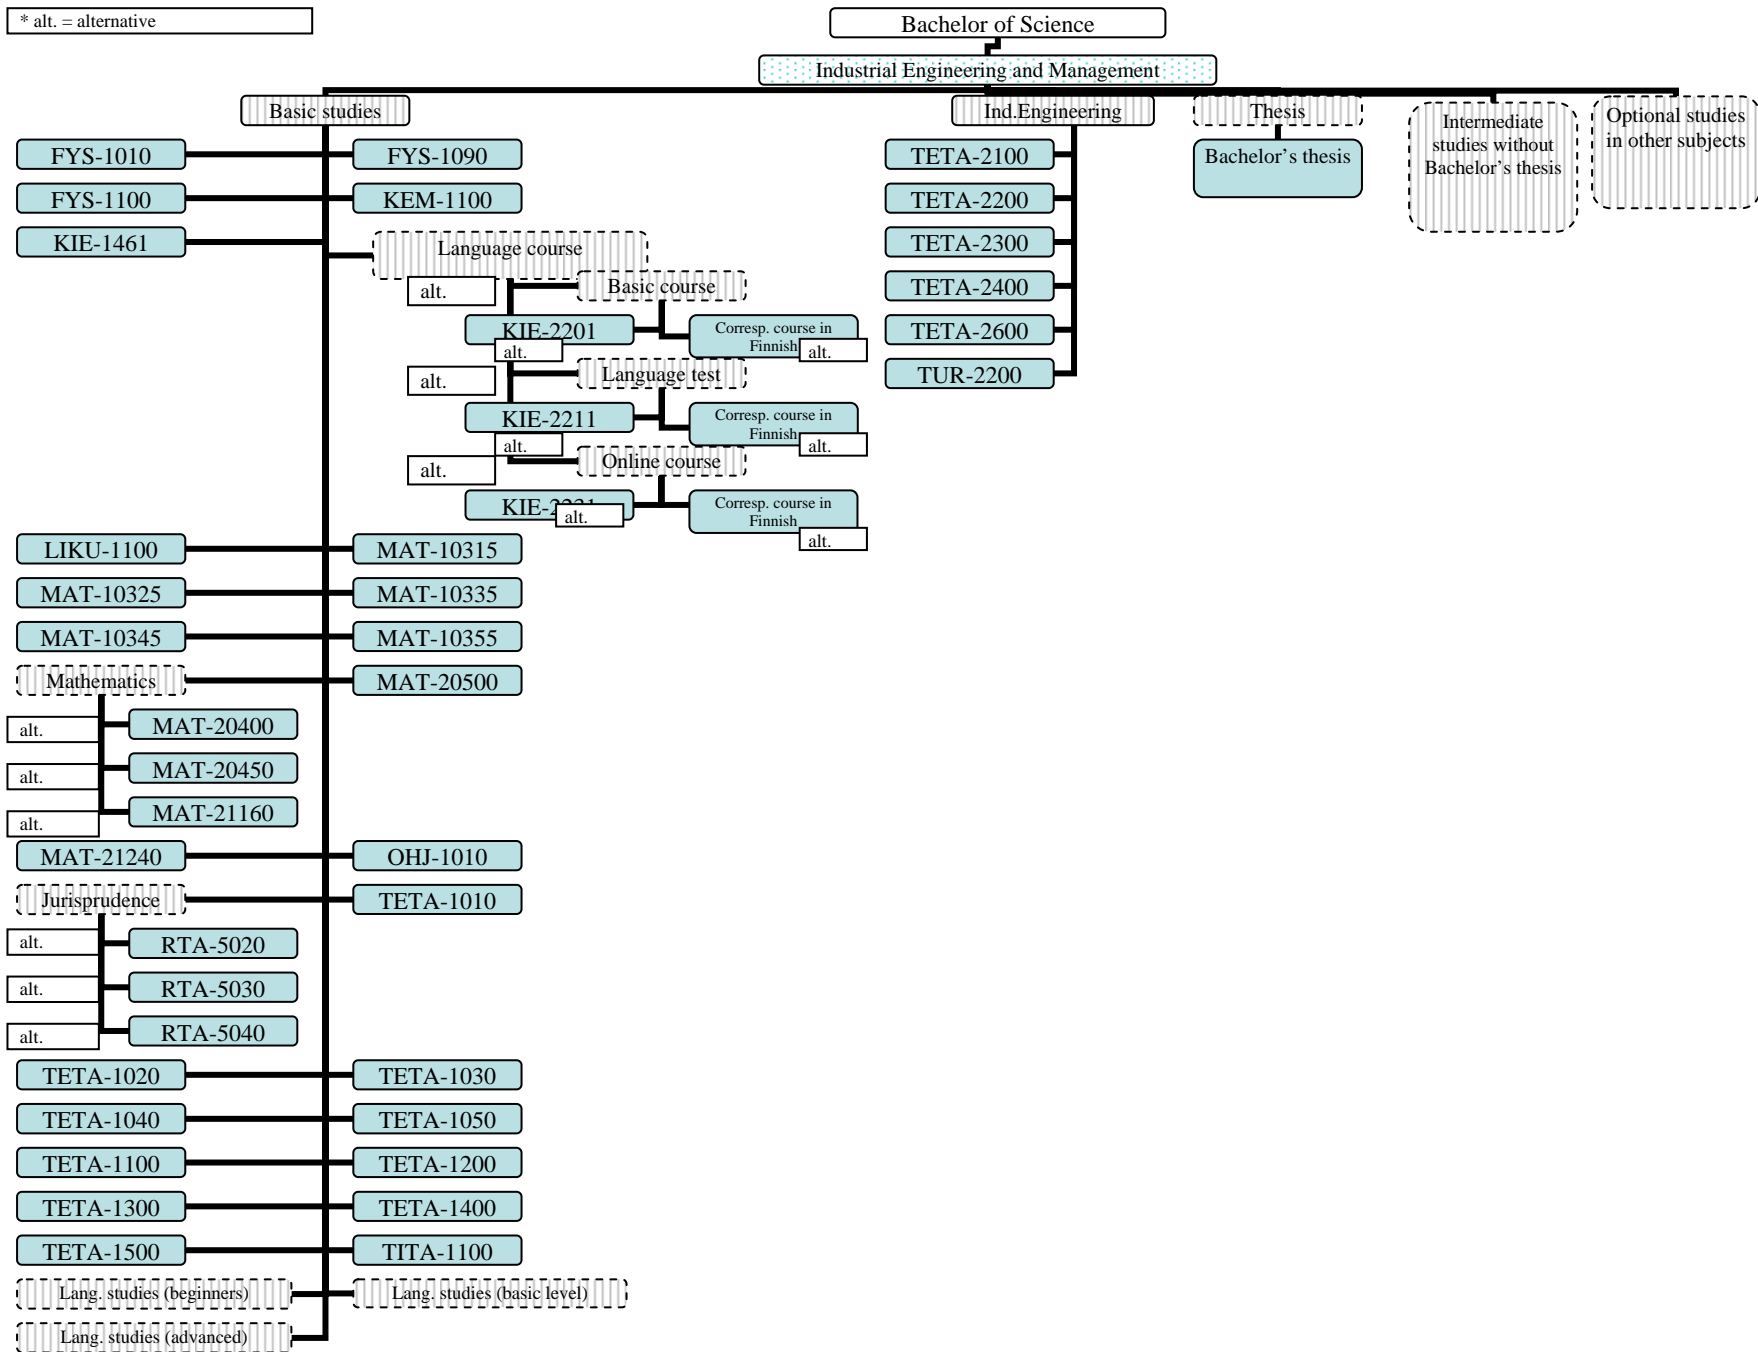 * alt. = alternative
Bachelor of Science
Industrial Engineering and Management
Basic studies
Ind.Engineering
Thesis
Intermediate
studies without
Bachelor's thesis
Optional studies
in other subjects
FYS-1010
FYS-1090
TETA-2100
Bachelor's thesis
FYS-1100
KEM-1100
TETA-2200
KIE-1461
Language course
TETA-2300
alt.
Basic course
TETA-2400
KIE-2201
alt.
Corresp. course in
Finnish
alt.
TETA-2600
alt.
Language test
TUR-2200
KIE-2211
alt.
Corresp. course in
Finnish
alt.
alt.
Online course
alt.
Corresp. course in
Finnish
alt.
LIKU-1100
MAT-10315
MAT-10325
MAT-10335
MAT-10345
MAT-10355
Mathematics
MAT-20500
alt.
MAT-20400
alt.
MAT-20450
alt.
MAT-21160
MAT-21240
OHJ-1010
Jurisprudence
TETA-1010
alt.
RTA-5020
alt.
RTA-5030
alt.
RTA-5040
TETA-1020
TETA-1030
TETA-1040
TETA-1050
TETA-1100
TETA-1200
TETA-1300
TETA-1400
TETA-1500
TITA-1100
Lang. studies (beginners)
Lang. studies (basic level)
Lang. studies (advanced)